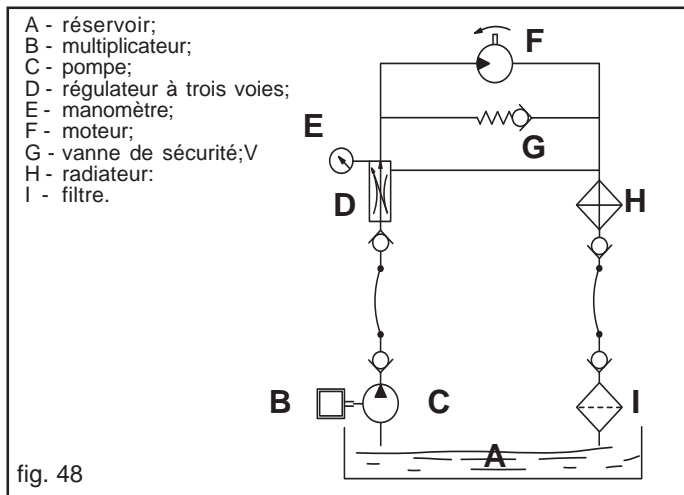 A - réservoir;
B - multiplicateur;
C - pompe;
D - régulateur à trois voies;
E - manomètre;
F - moteur;
G - vanne de sécurité;V
H - radiateur:
I - filtre.
F
E
G
D
H
B
C
I
A
fig. 48